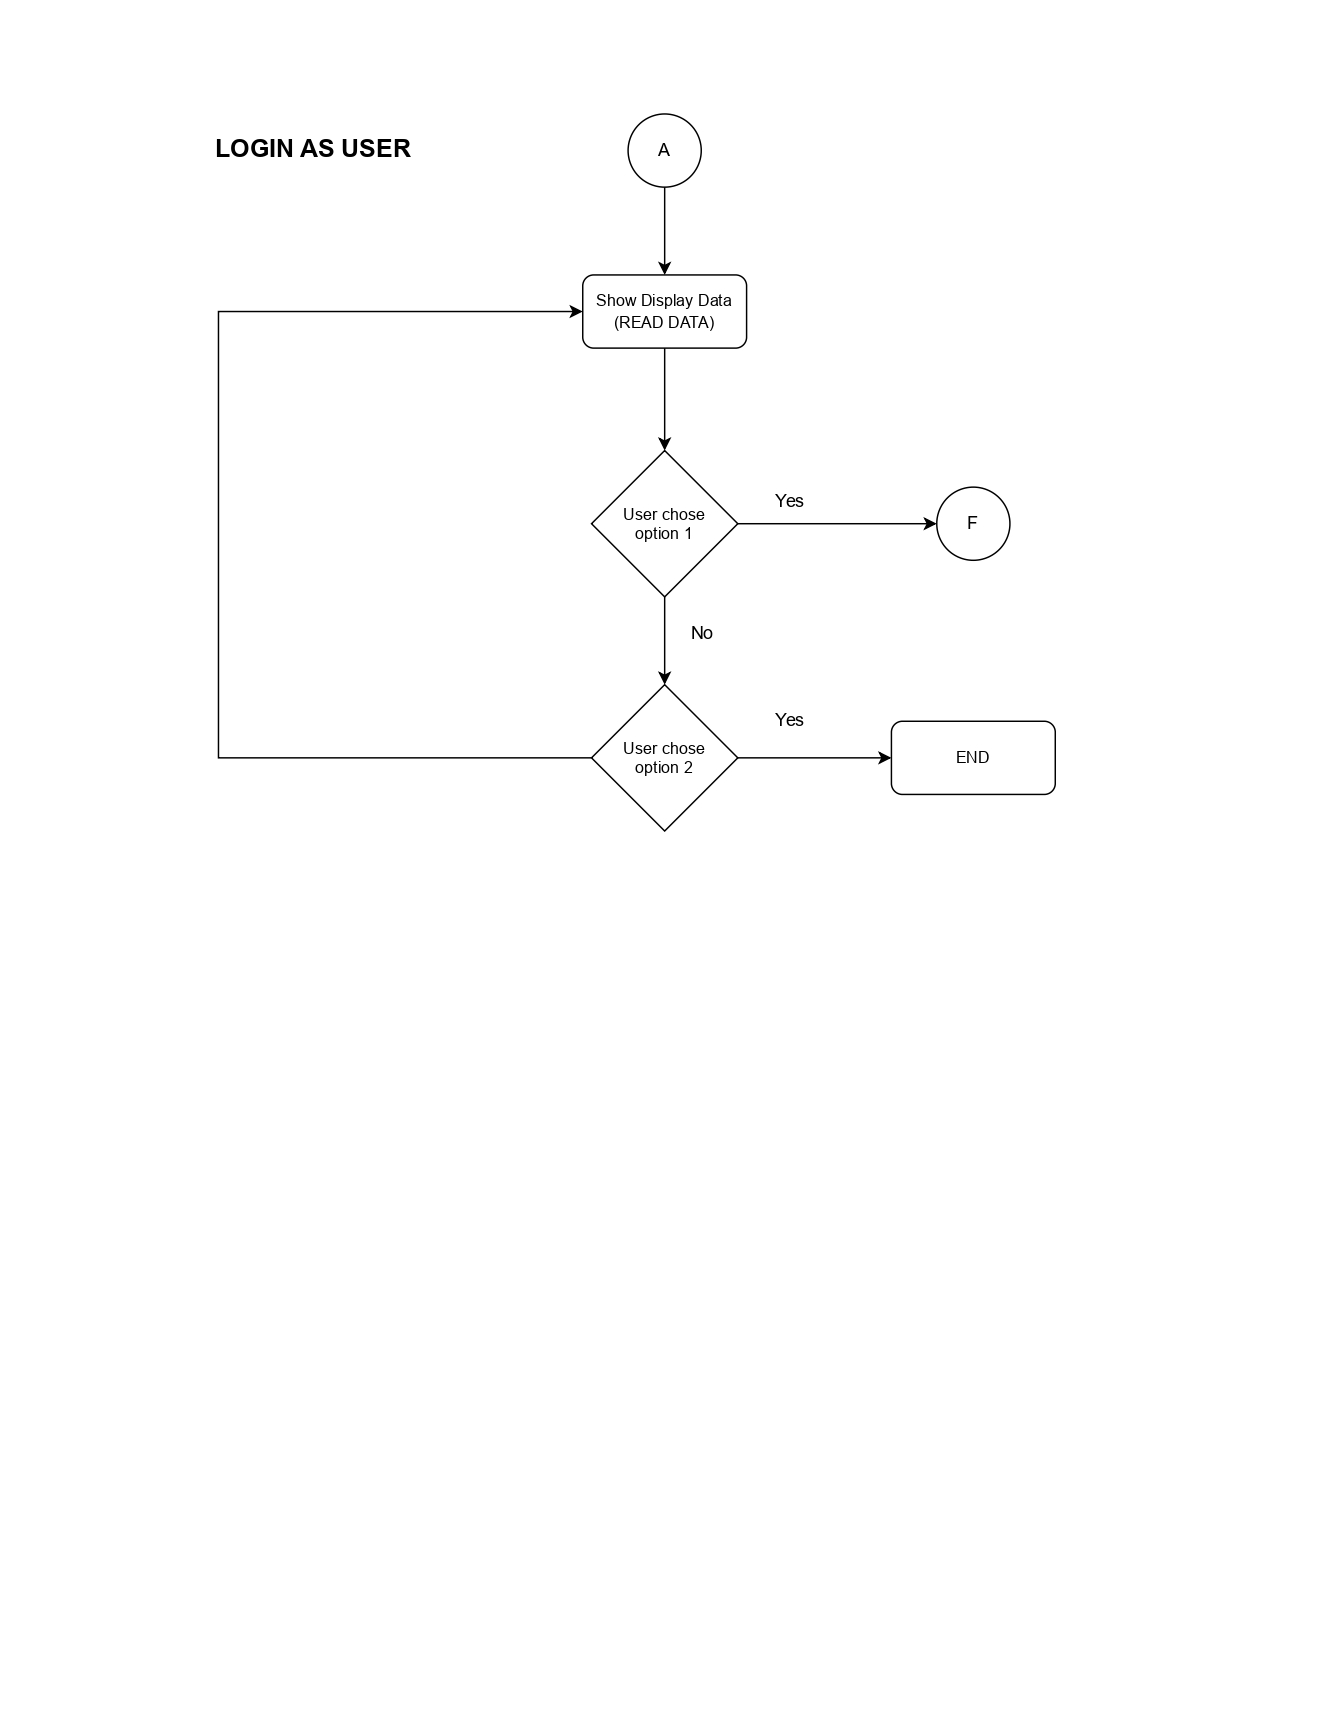 LOGIN AS USER
A
Show Display Data
(READ DATA)
User chose
option 1
Yes
F
No
User chose
option 2
Yes
END